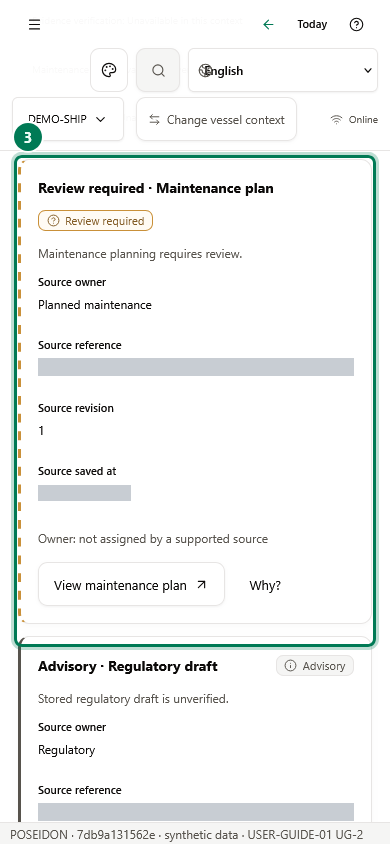 Today
English
DEMO-SHIP
Change vessel context
Online
3
Review required · Maintenance plan
Review required
Maintenance planning requires review.
Source owner
Planned maintenance
Source reference
Source revision
1
Source saved at
Owner: not assigned by a supported source
View maintenance plan
Why?
Advisory · Regulatory draft
Advisory
Stored regulatory draft is unverified.
Source owner
Regulatory
Source reference
POSEIDON · 7db9a131562e · synthetic data · USER-GUIDE-01 UG-2